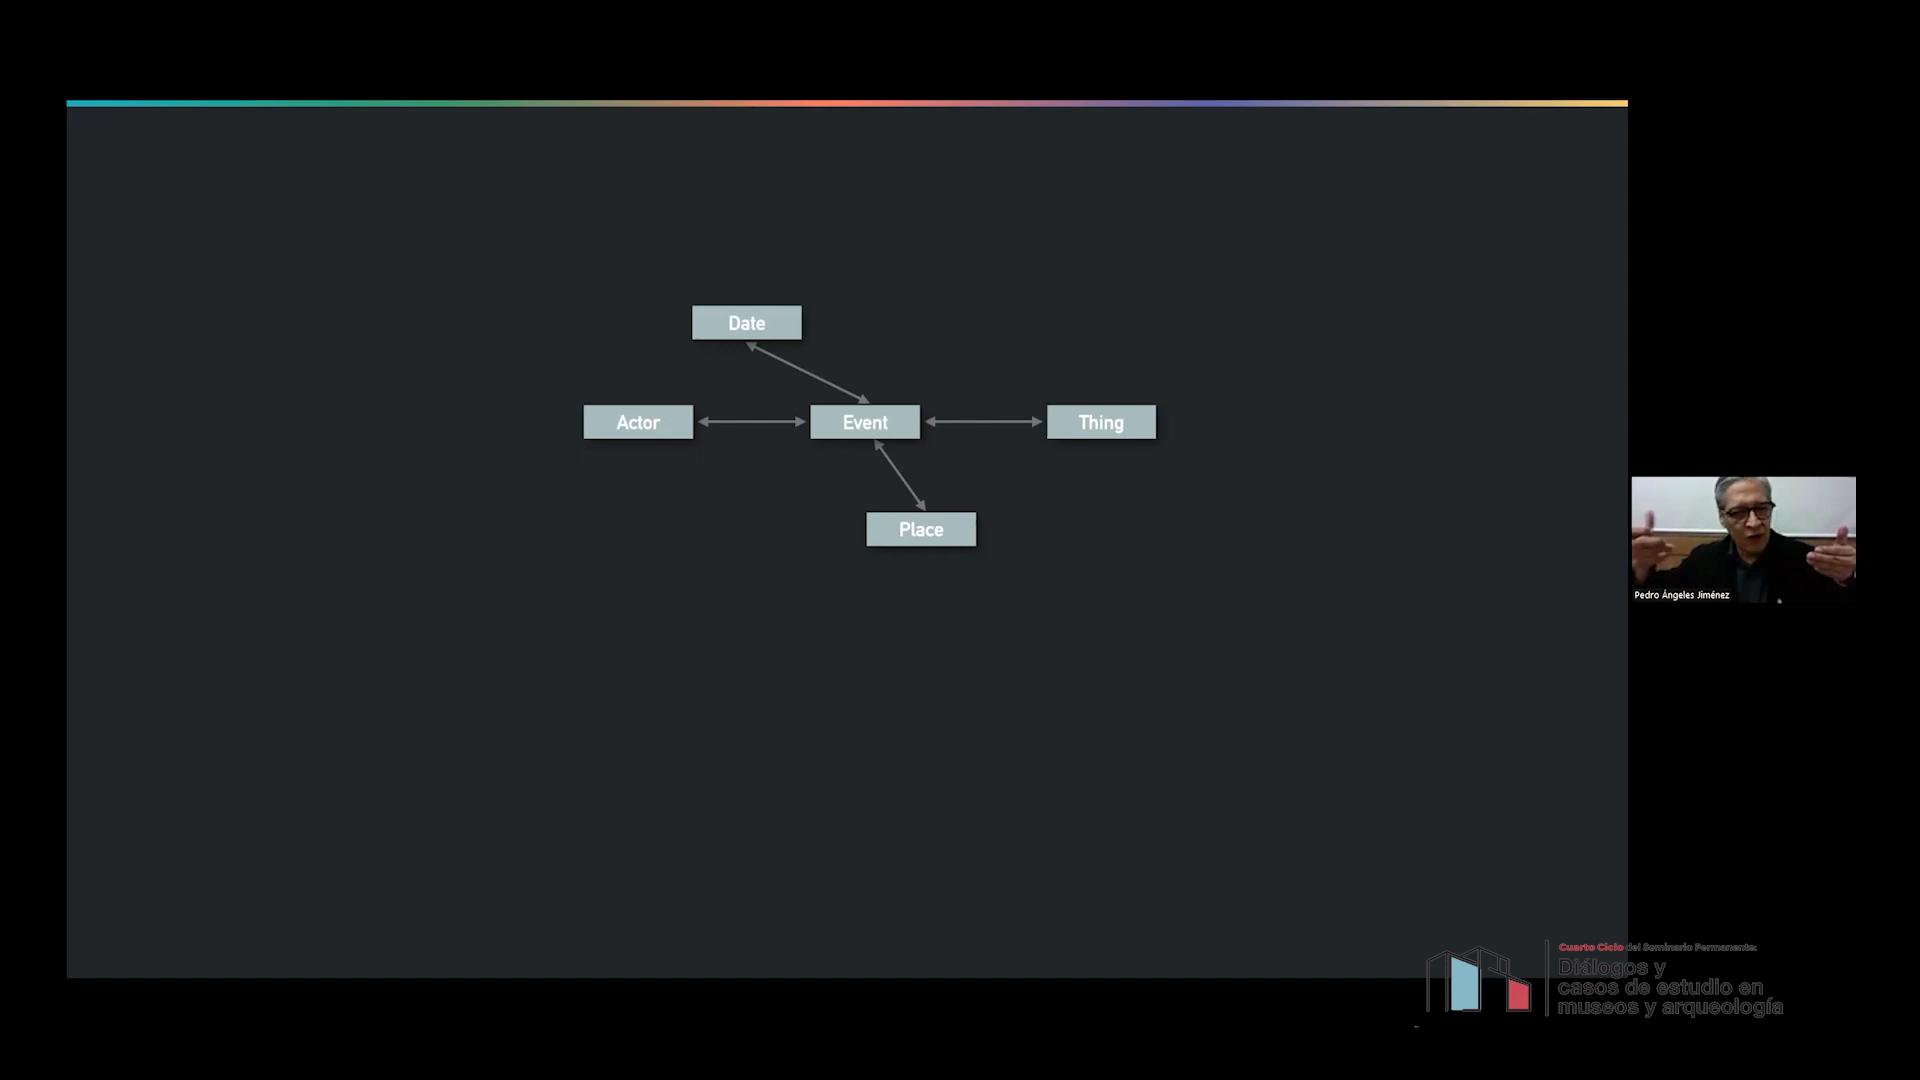 Date
Actor
Event
Thing
Place
Pedro Ángeles Jiménez
Cuarto Ciclo del Seminario Permanente:
Diálogos y
casos de estudio en
museos y arqueología